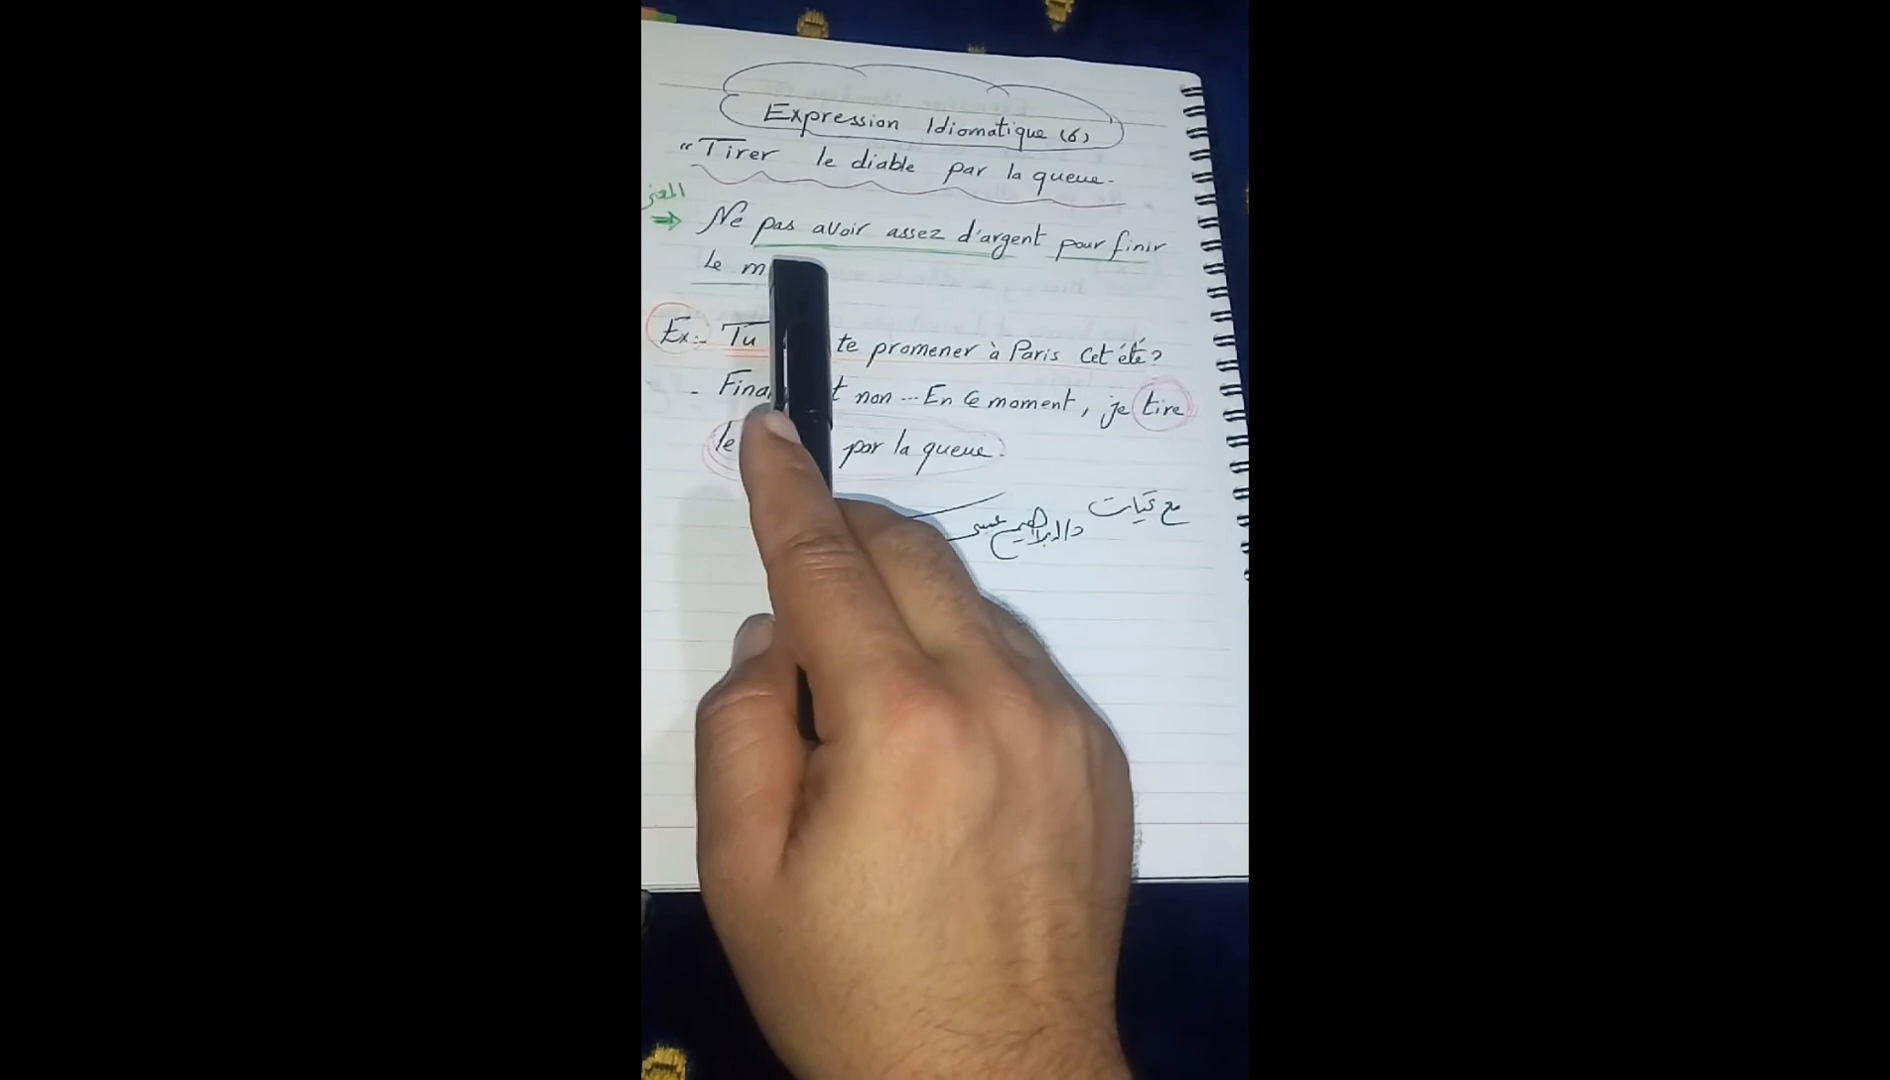 Expression Idiomatique (6)
"Tirer le diable par la queue.
المعنى
Ne pas avoir assez d'argent pour finir
le m
Ex:- Tu te promener à Paris cet été?
- Fina t non ... En ce moment, je tire
le par la queue.
مع تحيات
د/ ابراهيم عيسى